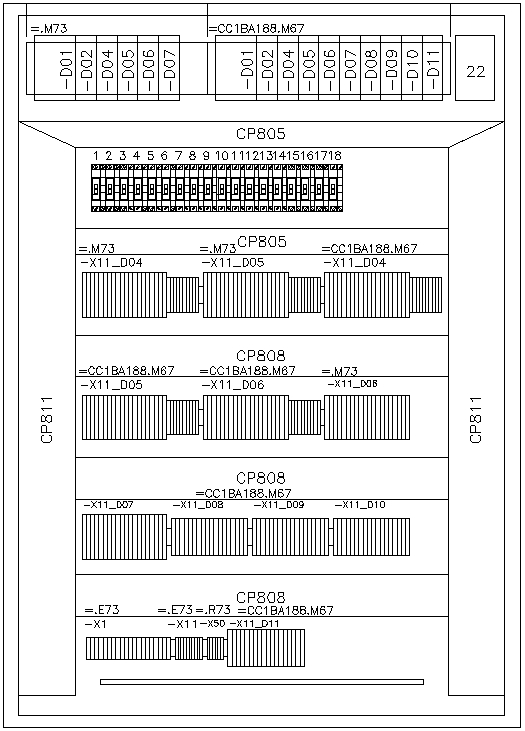 =.M73 =CC1BA188.M67
-D01 -D02 -D04 -D05 -D06 -D07 -D01 -D02 -D04 -D05 -D06 -D07 -D08 -D09 -D10 -D11 22
CP805
1 2 3 4 5 6 7 8 9 10 11 12 13 14 15 16 17 18
CP805
=.M73 =.M73 =CC1BA188.M67
-X11_D04 -X11_D05 -X11_D04
CP808
=CC1BA188.M67 =CC1BA188.M67 =.M73
-X11_D05 -X11_D06 -X11_D06
CP811 CP811
CP808
=CC1BA188.M67
-X11_D07 -X11_D08 -X11_D09 -X11_D10
CP808
=.E73 =.E73 =.R73 =CC1BA188.M67
-X1 -X11 -X50 -X11_D11